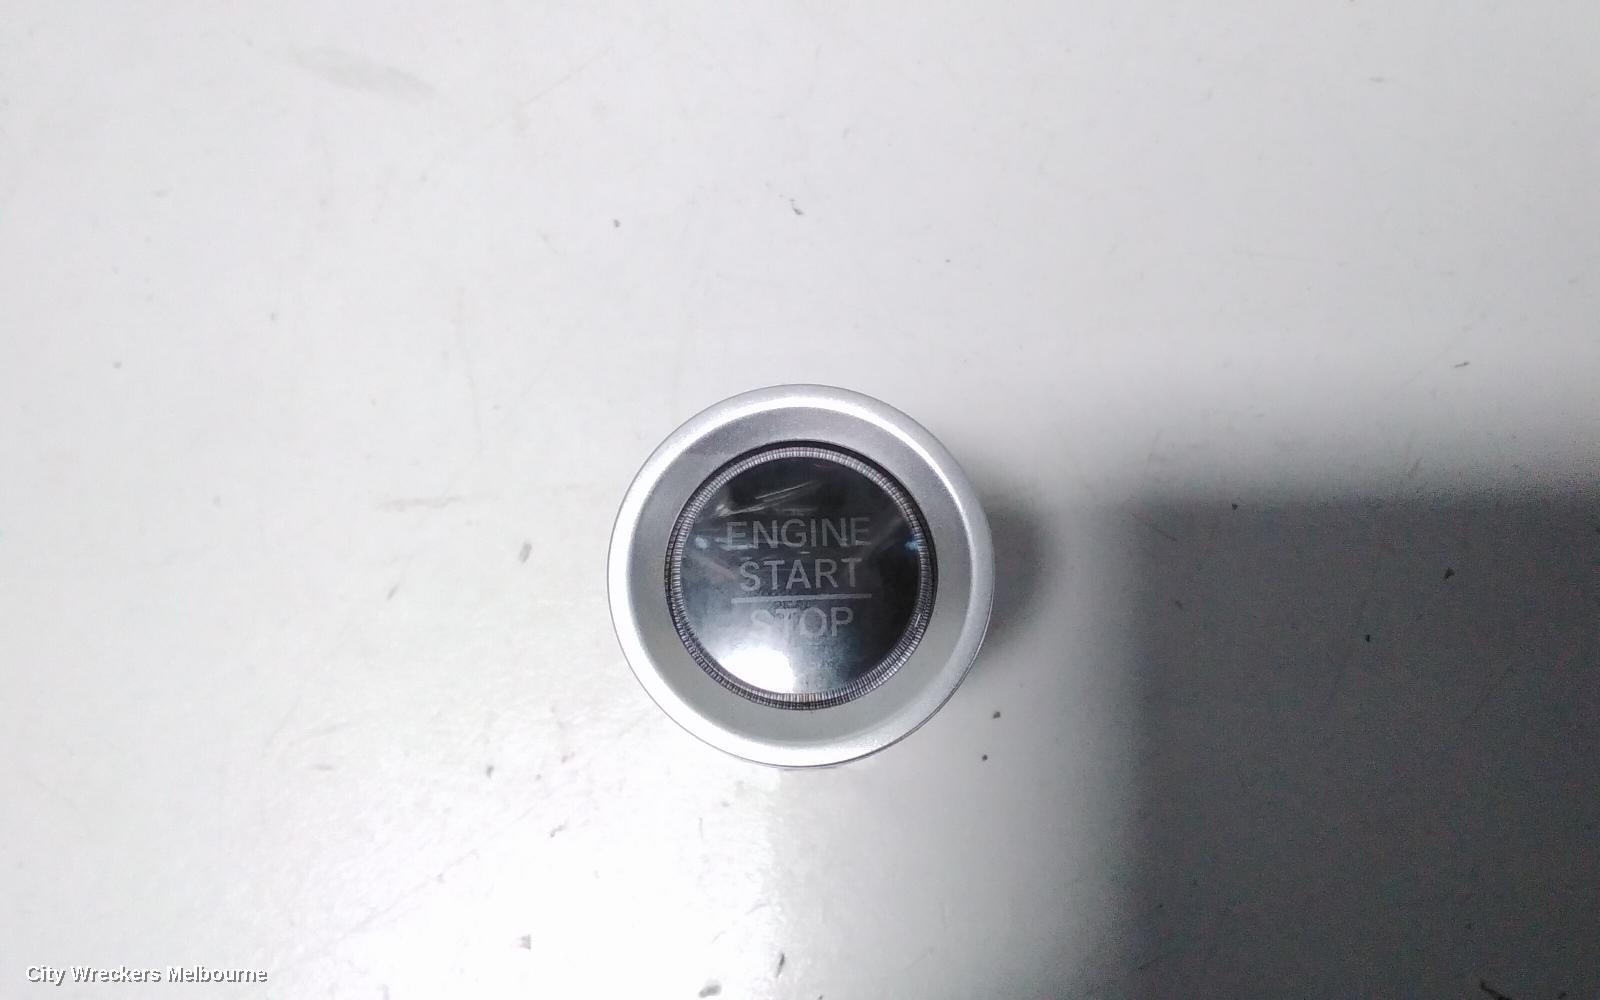 ENGINE
START
STOP
City Wreckers Melbourne